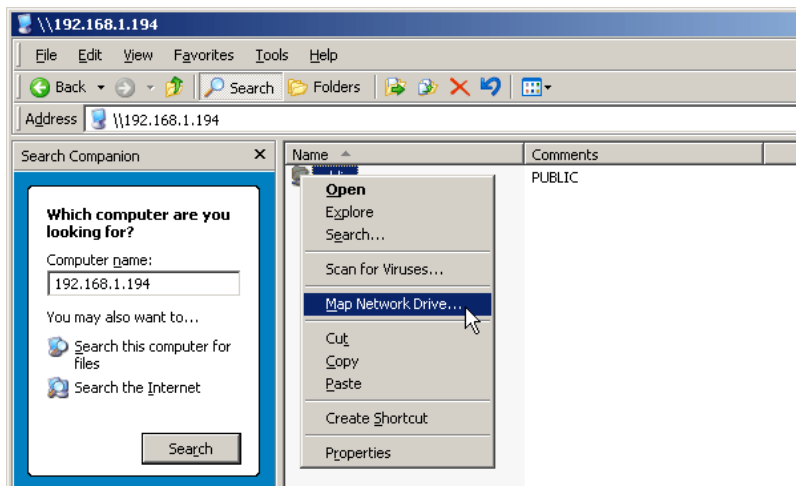 \\192.168.1.194
File Edit View Favorites Tools Help
Back Search Folders
Address \\192.168.1.194
Search Companion
Name Comments
PUBLIC
Which computer are you
looking for?
Computer name:
192.168.1.194
You may also want to...
Search this computer for
files
Search the Internet
Search
Open
Explore
Search...
Scan for Viruses...
Map Network Drive...
Cut
Copy
Paste
Create Shortcut
Properties